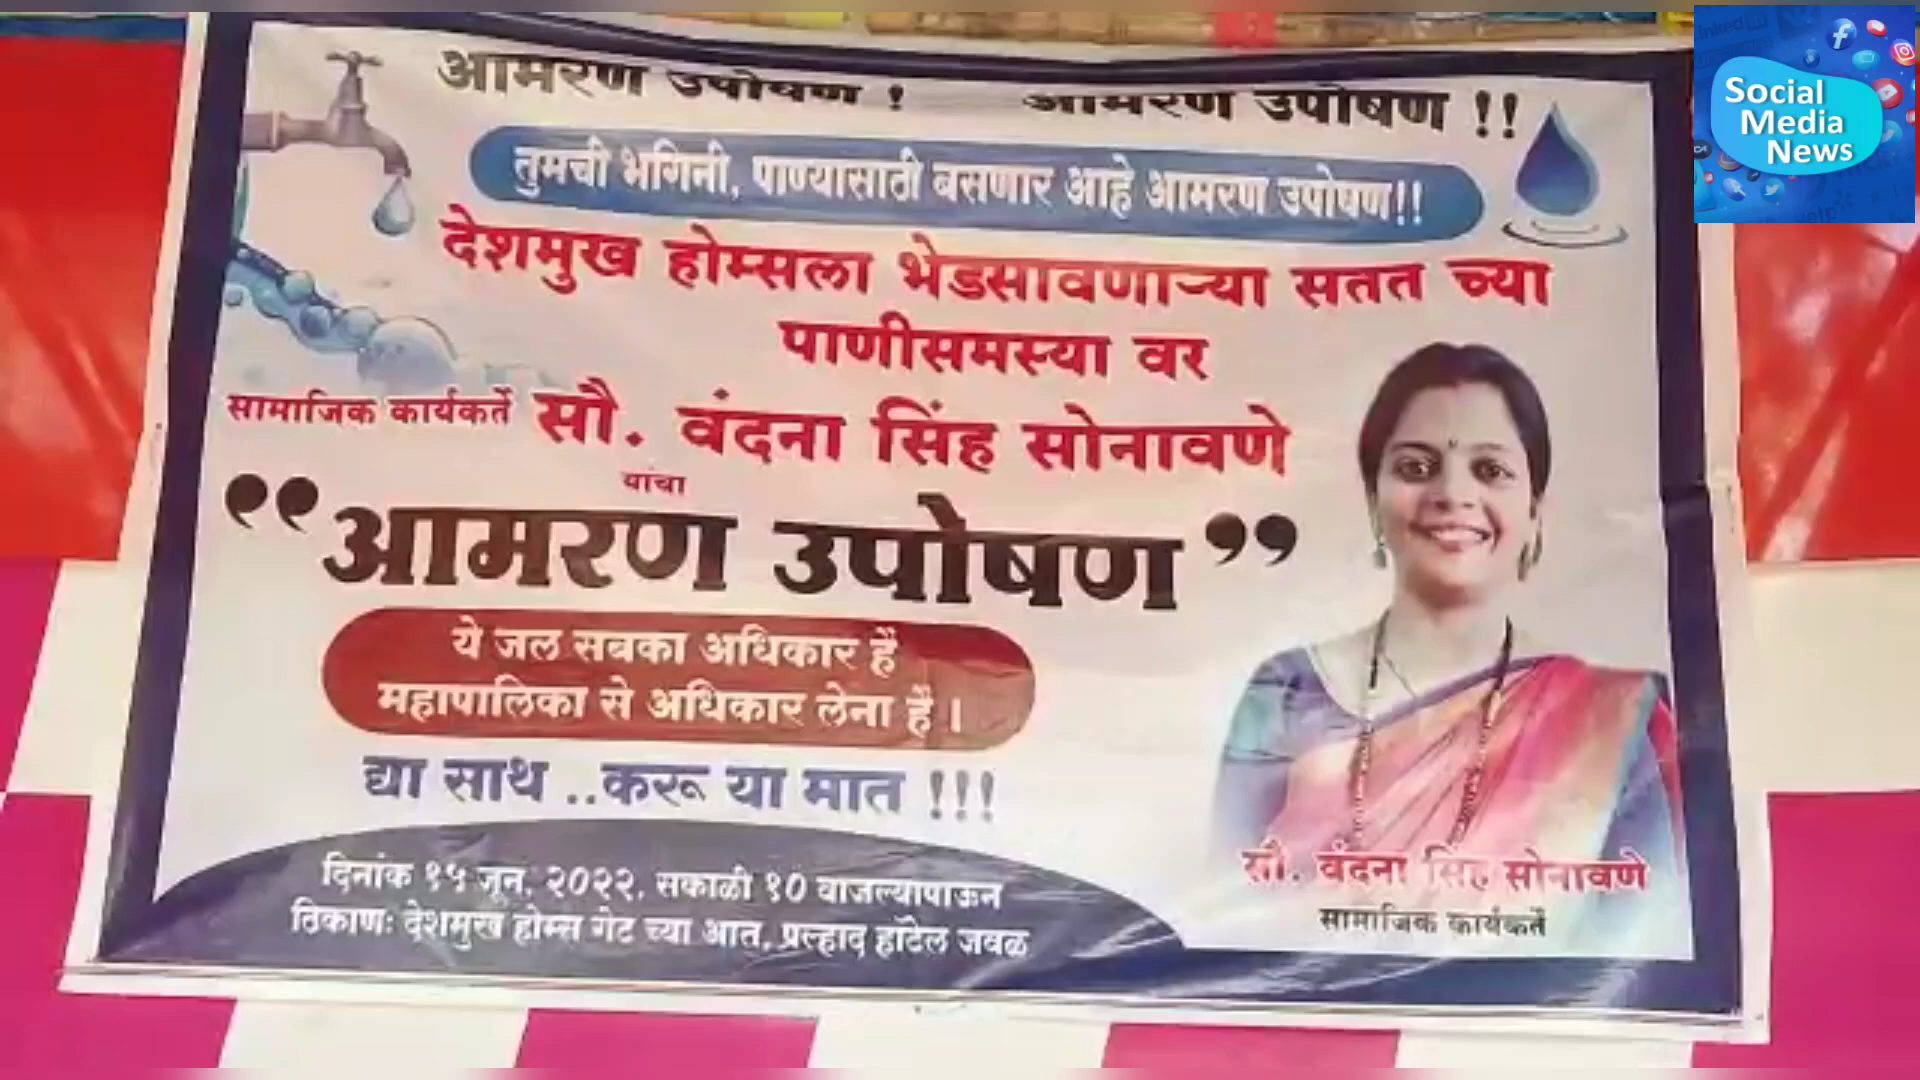 आमरण उपोषण ! आमरण उपोषण !!
तुमची भगिनी, पाण्यासाठी बसणार आहे आमरण उपोषण!!
देशमुख होम्सला भेडसावणाऱ्या सतत च्या
पाणीसमस्या वर
सामाजिक कार्यकर्ते सौ. वंदना सिंह सोनावणे
यांचा
“आमरण उपोषण”
ये जल सबका अधिकार है
महापालिका से अधिकार लेना है।
द्या साथ ..करू या मात !!!
दिनांक १५ जून, २०२२, सकाळी १० वाजल्यापाऊन
ठिकाण: देशमुख होम्स गेट च्या आत, प्रल्हाद हॉटेल जवळ
सौ. वंदना सिंह सोनावणे
सामाजिक कार्यकर्ते
Social
Media
News